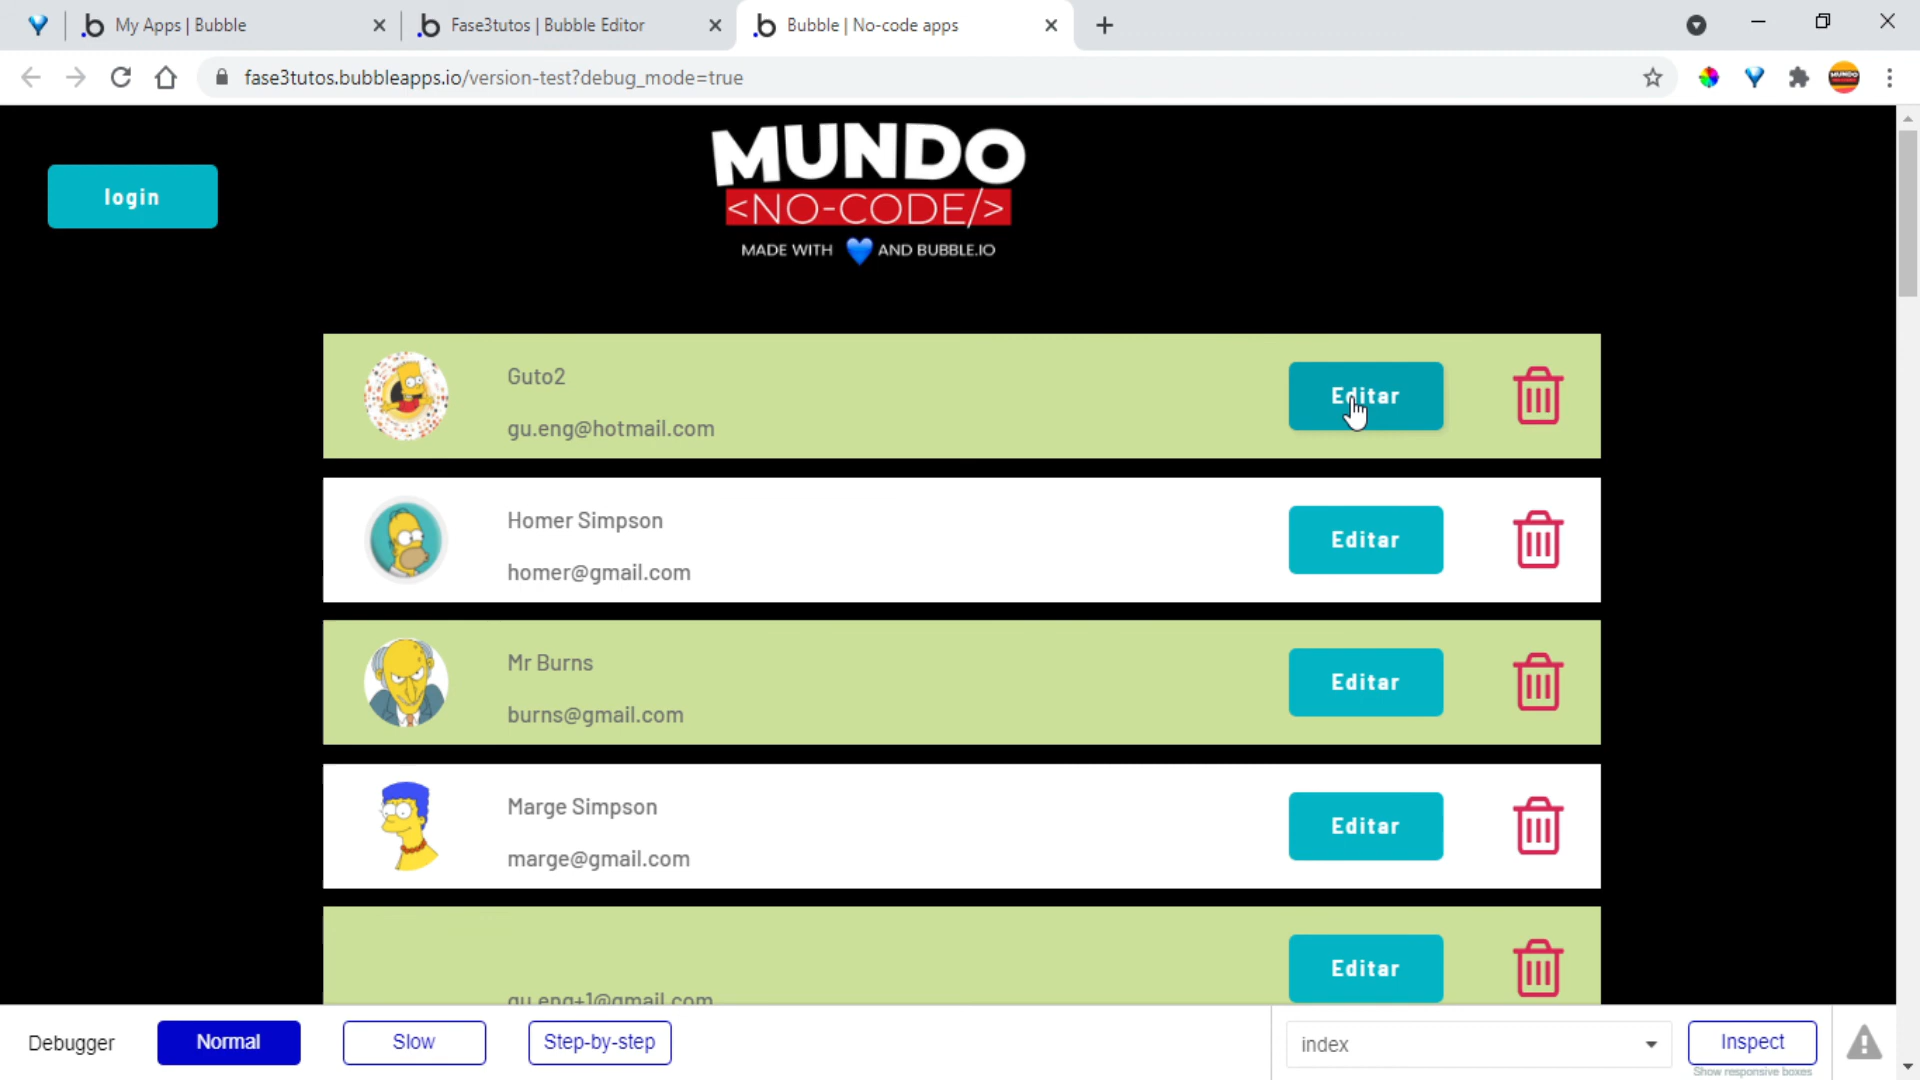 My Apps | Bubble
Fase3tutos | Bubble Editor
Bubble | No-code apps
fase3tutos.bubbleapps.io/version-test?debug_mode=true
login
MUNDO
<NO-CODE/>
MADE WITH 💙 AND BUBBLE.IO
Guto2
gu.eng@hotmail.com
Editar
Homer Simpson
homer@gmail.com
Editar
Mr Burns
burns@gmail.com
Editar
Marge Simpson
marge@gmail.com
Editar
gu.eng+1@gmail.com
Editar
Debugger
Normal
Slow
Step-by-step
index
Inspect
Show responsive boxes